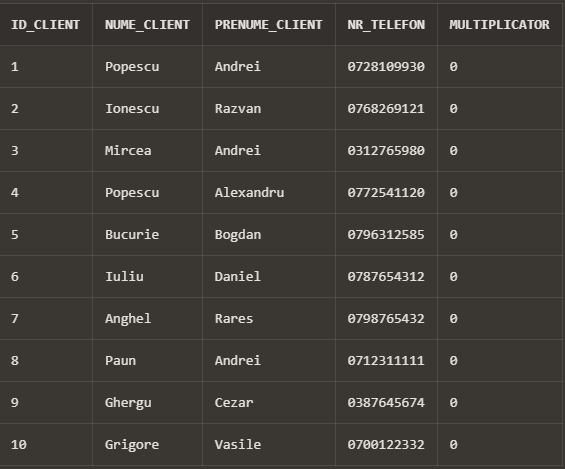 ID_CLIENT NUME_CLIENT PRENUME_CLIENT NR_TELEFON MULTIPLICATOR
1 Popescu Andrei 0728109930 0
2 Ionescu Razvan 0768269121 0
3 Mircea Andrei 0312765980 0
4 Popescu Alexandru 0772541120 0
5 Bucurie Bogdan 0796312585 0
6 Iuliu Daniel 0787654312 0
7 Anghel Rares 0798765432 0
8 Paun Andrei 0712311111 0
9 Ghergu Cezar 0387645674 0
10 Grigore Vasile 0700122332 0